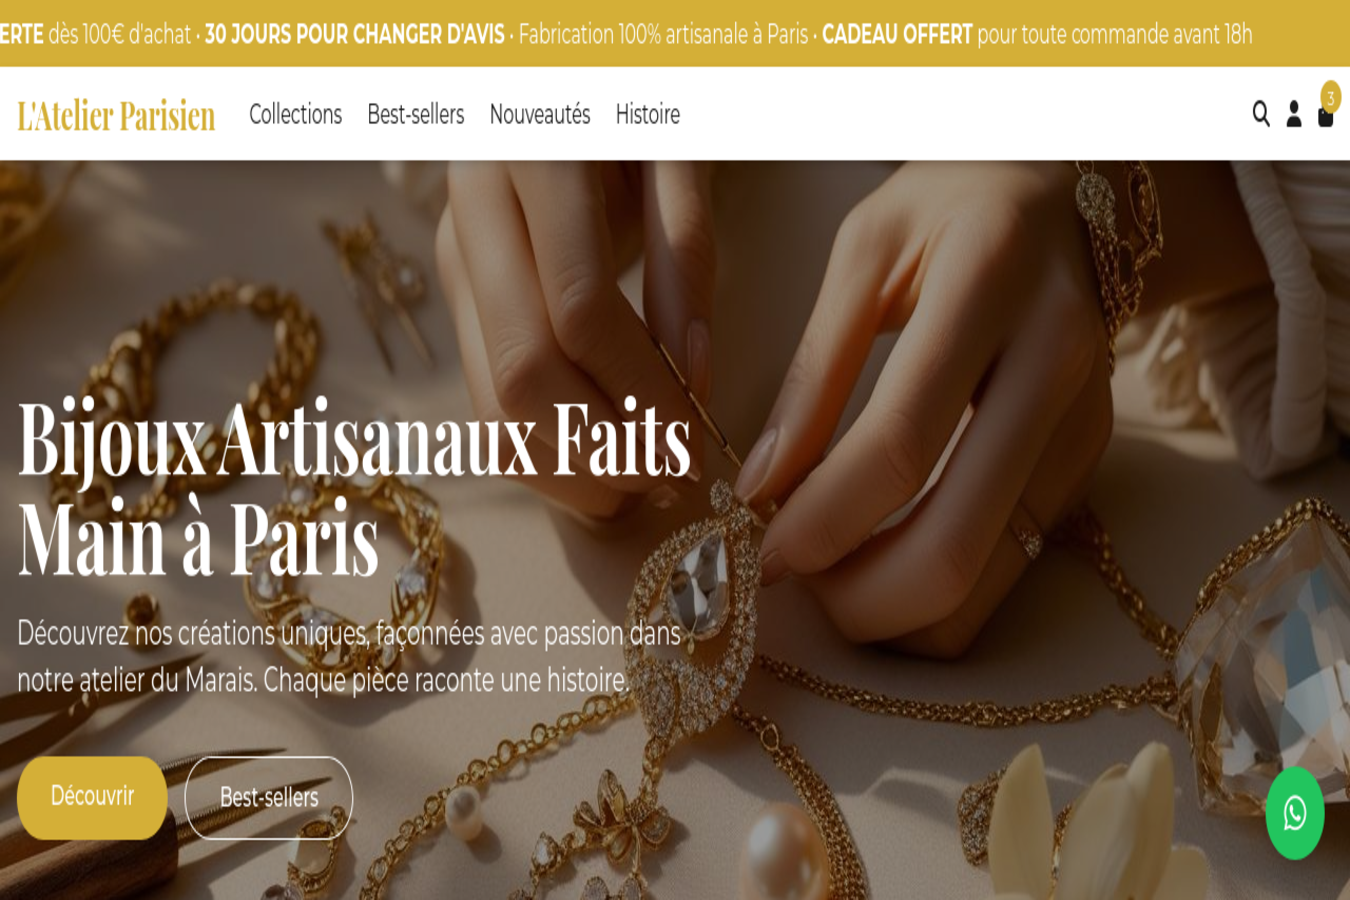 ERTE dès 100€ d'achat · 30 JOURS POUR CHANGER D'AVIS · Fabrication 100% artisanale à Paris · CADEAU OFFERT pour toute commande avant 18h
L'Atelier Parisien Collections Best-sellers Nouveautés Histoire 3
Bijoux Artisanaux Faits
Main à Paris
Découvrez nos créations uniques, façonnées avec passion dans
notre atelier du Marais. Chaque pièce raconte une histoire.
Découvrir Best-sellers